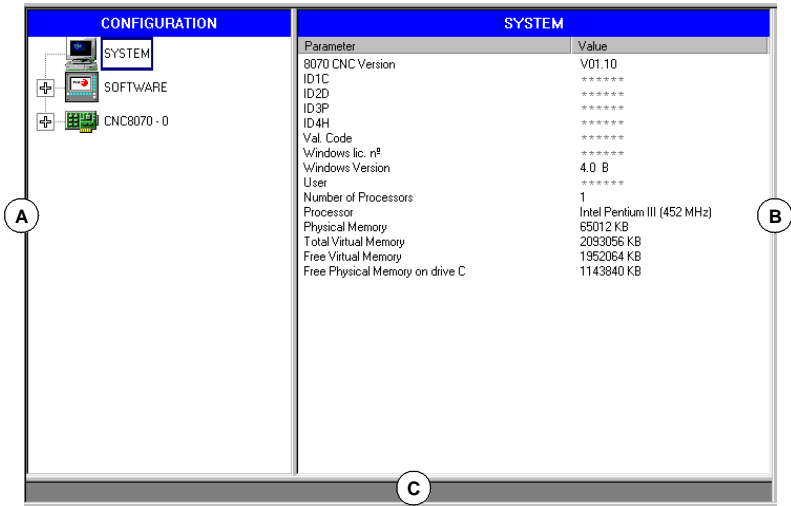 CONFIGURATION
SYSTEM
SOFTWARE
CNC8070 - 0
SYSTEM
Parameter Value
8070 CNC Version V01.10
ID1C ******
ID2D ******
ID3P ******
ID4H ******
Val. Code ******
Windows lic. nº ******
Windows Version 4.0 B
User ******
Number of Processors 1
Processor Intel Pentium III (452 MHz)
Physical Memory 65012 KB
Total Virtual Memory 2093056 KB
Free Virtual Memory 1952064 KB
Free Physical Memory on drive C 1143840 KB
A
B
C